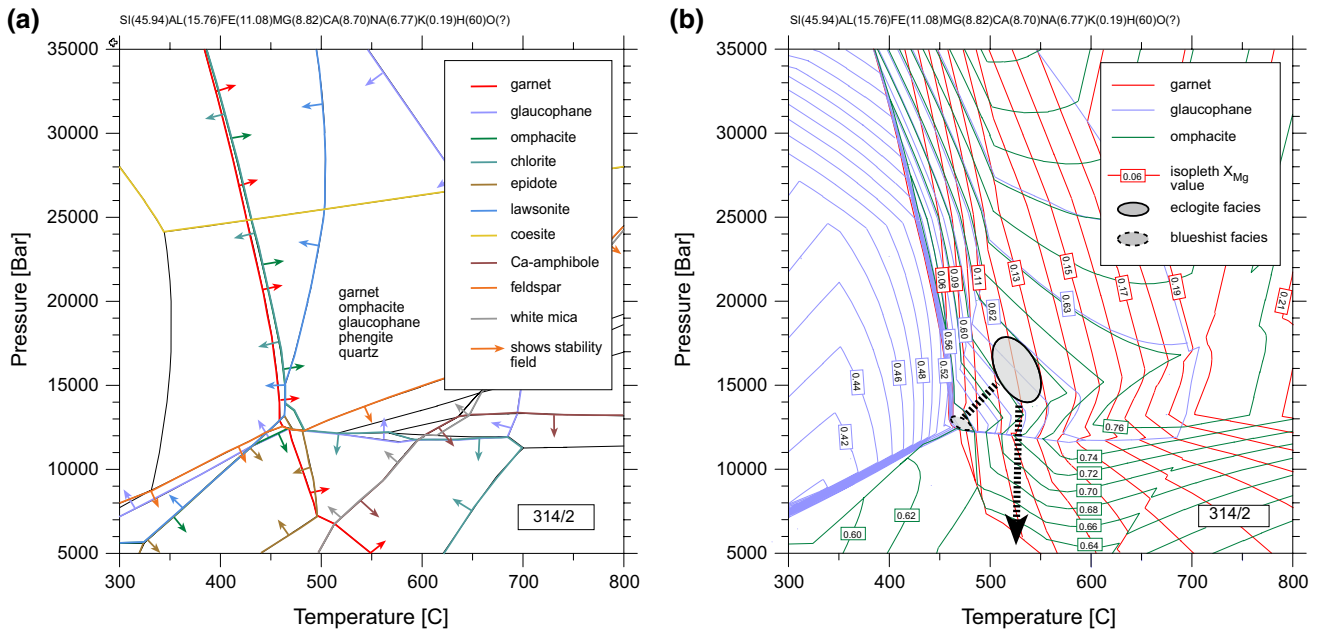 (a)
SI(45.94)AL(15.76)FE(11.08)MG(8.82)CA(8.70)NA(6.77)K(0.19)H(60)O(?)
35000
30000
25000
20000
15000
10000
5000
Pressure [Bar]
300
400
500
600
700
800
Temperature [C]
garnet
glaucophane
omphacite
chlorite
epidote
lawsonite
coesite
Ca-amphibole
feldspar
white mica
shows stability
field
garnet
omphacite
glaucophane
phengite
quartz
314/2
(b)
SI(45.94)AL(15.76)FE(11.08)MG(8.82)CA(8.70)NA(6.77)K(0.19)H(60)O(?)
35000
30000
25000
20000
15000
10000
5000
Pressure [Bar]
300
400
500
600
700
800
Temperature [C]
garnet
glaucophane
omphacite
0.06
isopleth XMg
value
eclogite facies
blueshist facies
0.06
0.09
0.11
0.13
0.15
0.17
0.19
0.21
0.56
0.60
0.62
0.63
0.42
0.44
0.46
0.48
0.52
0.76
0.74
0.72
0.70
0.68
0.66
0.64
0.62
0.60
314/2